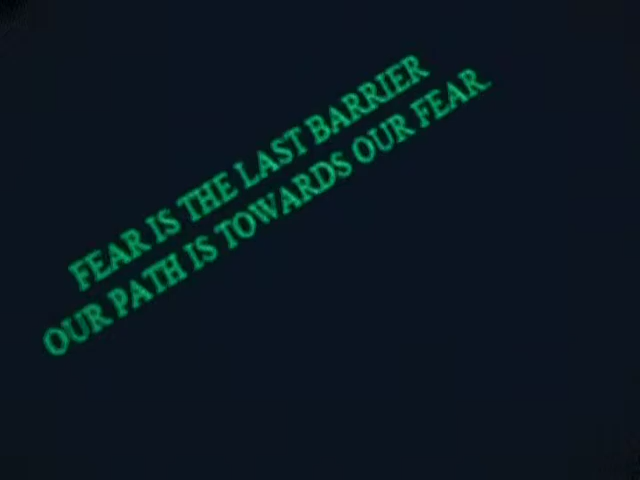 FEAR IS THE LAST BARRIER
OUR PATH IS TOWARDS OUR FEAR.